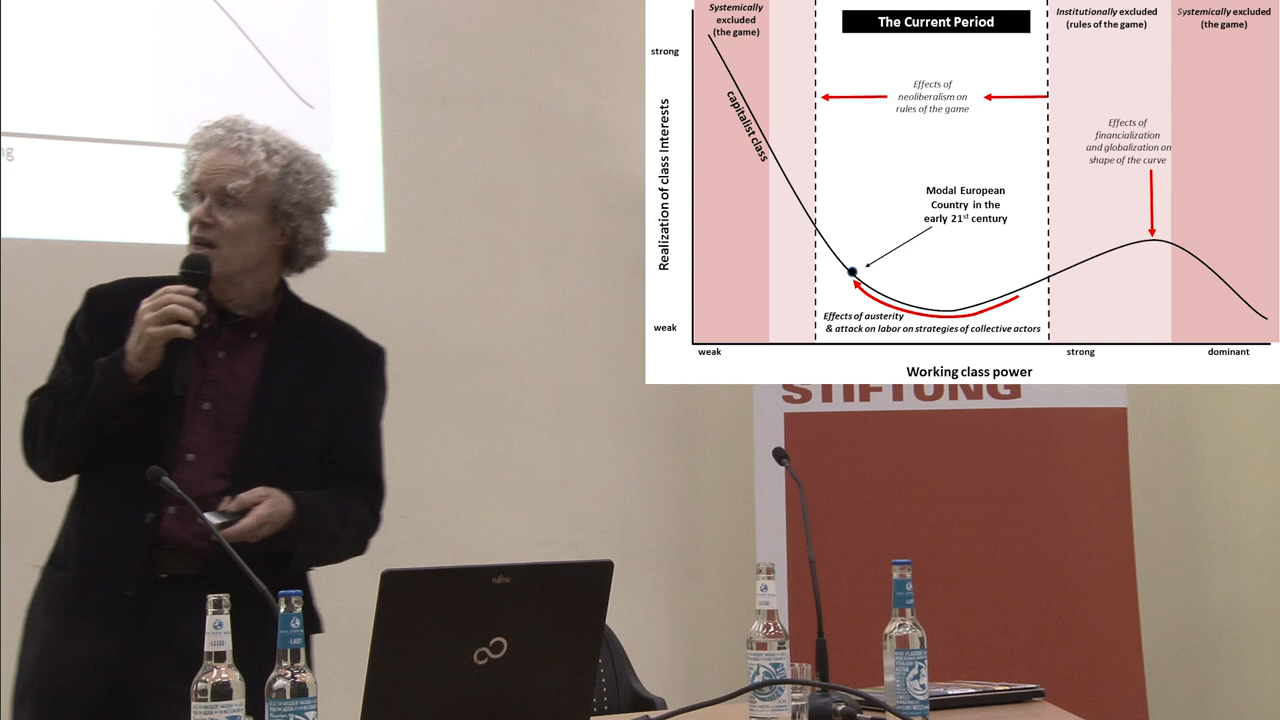 Systemically
excluded
(the game)
The Current Period
Institutionally excluded
(rules of the game)
Systemically excluded
(the game)
strong
Effects of
neoliberalism on
rules of the game
capitalist class
Effects of
financialization
and globalization on
shape of the curve
Realization of class Interests
Modal European
Country in the
early 21st century
Effects of austerity
& attack on labor on strategies of collective actors
weak
weak
strong
dominant
Working class power
ng
STIFTUNG
FUJITSU